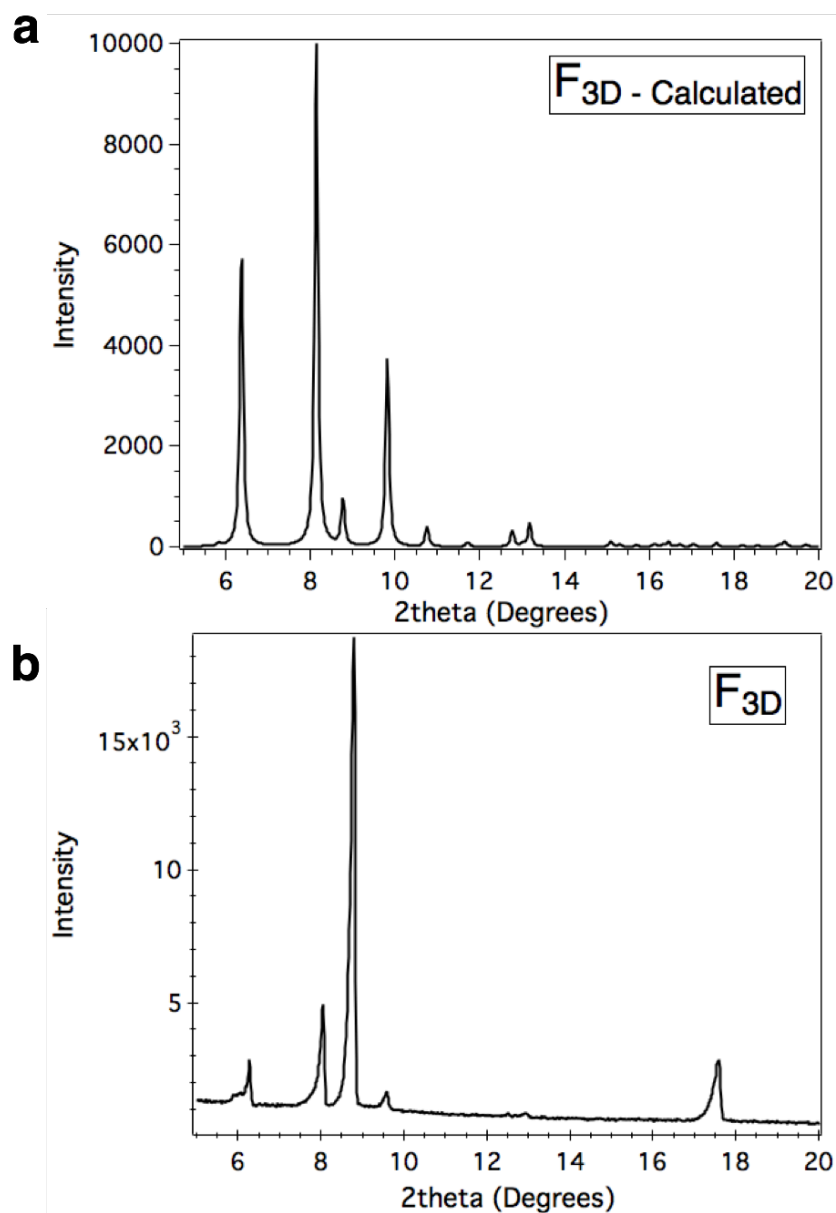 a
F3D - Calculated
10000
8000
6000
4000
2000
0
Intensity
6 8 10 12 14 16 18 20
2theta (Degrees)
b
F3D
15x10³
10
5
Intensity
6 8 10 12 14 16 18 20
2theta (Degrees)